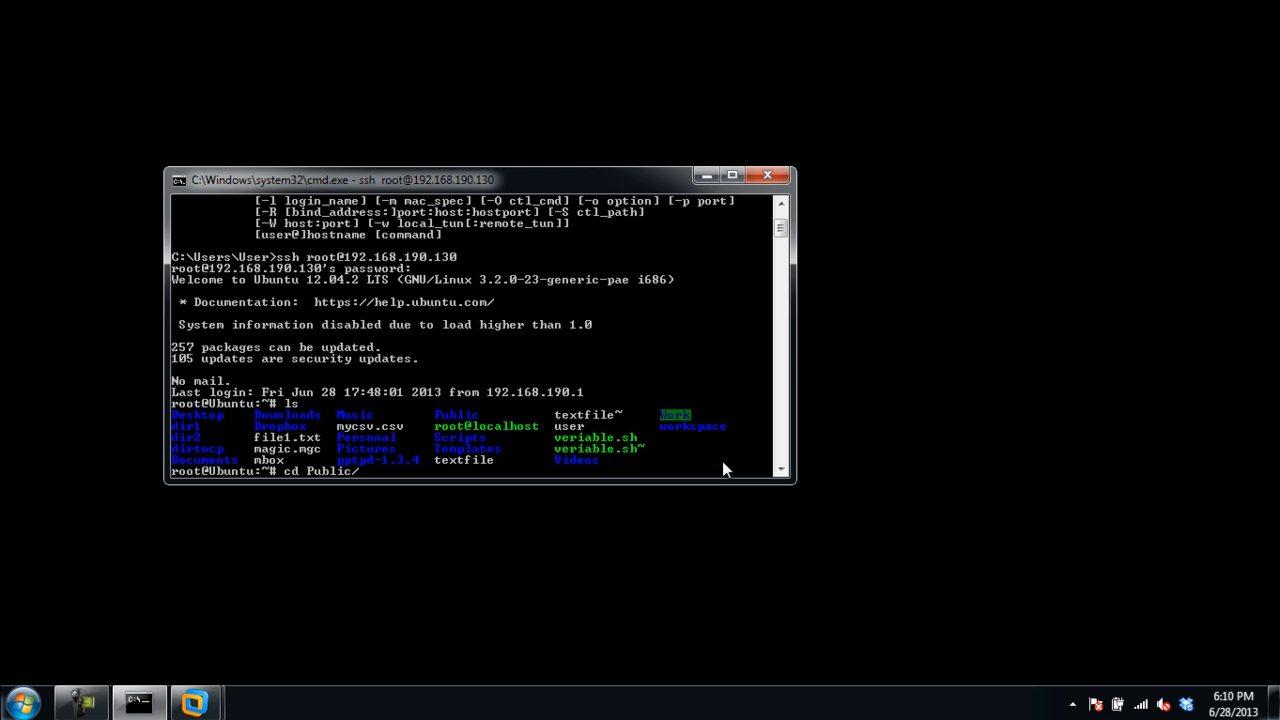 C:\Windows\system32\cmd.exe - ssh  root@192.168.190.130
[-l login_name] [-m mac_spec] [-O ctl_cmd] [-o option] [-p port]
[-R [bind_address:]port:host:hostport] [-S ctl_path]
[-W host:port] [-w local_tun[:remote_tun]]
[user@]hostname [command]
C:\Users\User>ssh root@192.168.190.130
root@192.168.190.130's password:
Welcome to Ubuntu 12.04.2 LTS (GNU/Linux 3.2.0-23-generic-pae i686)
* Documentation:  https://help.ubuntu.com/
System information disabled due to load higher than 1.0
257 packages can be updated.
105 updates are security updates.
No mail.
Last login: Fri Jun 28 17:48:01 2013 from 192.168.190.1
root@Ubuntu:~# ls
Desktop Downloads Music Public textfile~ Work
dir1 Dropbox mycsv.csv root@localhost user workspace
dir2 file1.txt Personal Scripts veriable.sh
dirtocp magic.mgc Pictures Templates veriable.sh~
Documents mbox pptpd-1.3.4 textfile Videos
root@Ubuntu:~# cd Public/
6:10 PM
6/28/2013